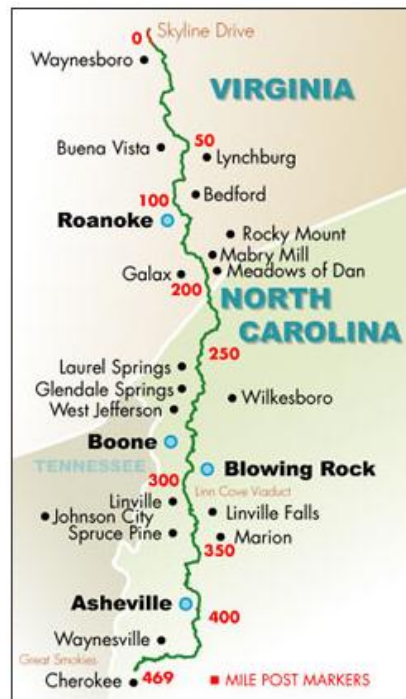 Skyline Drive
0
Waynesboro
VIRGINIA
50
Buena Vista
Lynchburg
100
Bedford
Roanoke
Rocky Mount
Mabry Mill
Galax
Meadows of Dan
200
NORTH
CAROLINA
250
Laurel Springs
Glendale Springs
Wilkesboro
West Jefferson
Boone
TENNESSEE
Blowing Rock
300
Linn Cove Viaduct
Linville
Linville Falls
Johnson City
Spruce Pine
Marion
350
Asheville
400
Waynesville
Great Smokies
Cherokee
469
MILE POST MARKERS